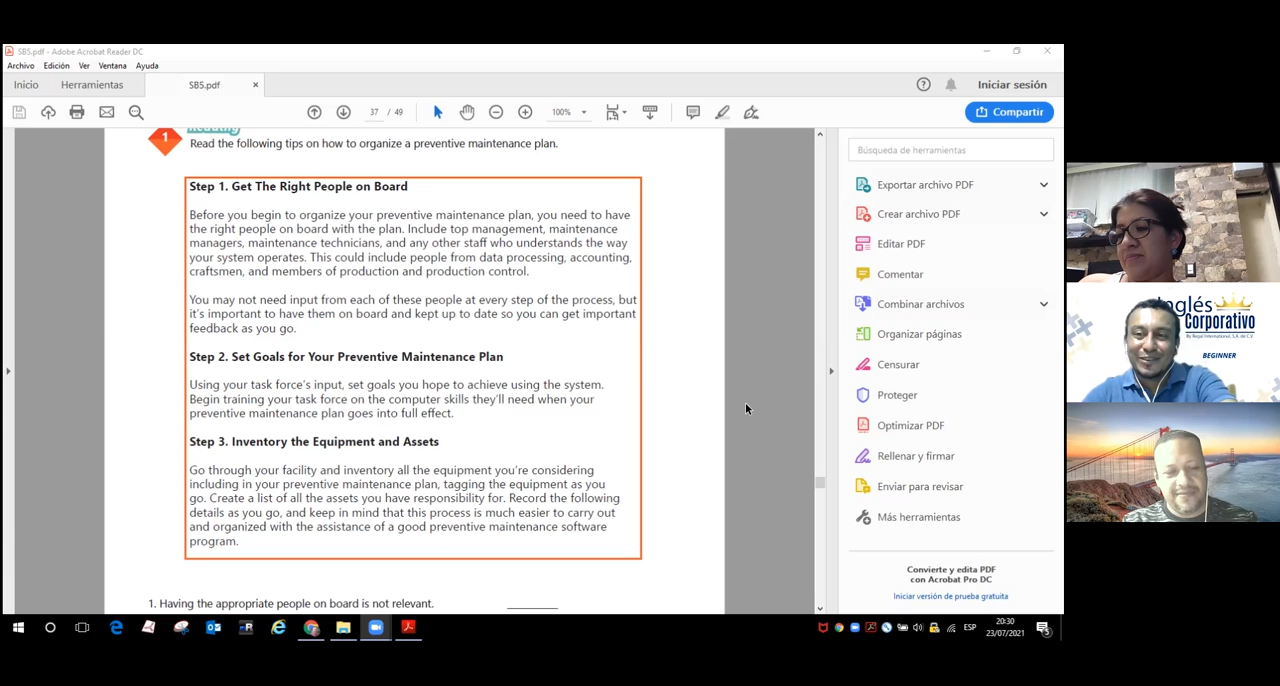 SBS.pdf - Adobe Acrobat Reader DC
Archivo Edición Ver Ventana Ayuda
Inicio Herramientas SBS.pdf × Iniciar sesión
37 / 49 100% Compartir
1
Read the following tips on how to organize a preventive maintenance plan.
Step 1. Get The Right People on Board
Before you begin to organize your preventive maintenance plan, you need to have
the right people on board with the plan. Include top management, maintenance
managers, maintenance technicians, and any other staff who understands the way
your system operates. This could include people from data processing, accounting,
craftsmen, and members of production and production control.
You may not need input from each of these people at every step of the process, but
it's important to have them on board and kept up to date so you can get important
feedback as you go.
Step 2. Set Goals for Your Preventive Maintenance Plan
Using your task force's input, set goals you hope to achieve using the system.
Begin training your task force on the computer skills they'll need when your
preventive maintenance plan goes into full effect.
Step 3. Inventory the Equipment and Assets
Go through your facility and inventory all the equipment you're considering
including in your preventive maintenance plan, tagging the equipment as you
go. Create a list of all the assets you have responsibility for. Record the following
details as you go, and keep in mind that this process is much easier to carry out
and organized with the assistance of a good preventive maintenance software
program.
1. Having the appropriate people on board is not relevant. ________
Búsqueda de herramientas
Exportar archivo PDF
Crear archivo PDF
Editar PDF
Comentar
Combinar archivos
Organizar páginas
Censurar
Proteger
Optimizar PDF
Rellenar y firmar
Enviar para revisar
Más herramientas
Convierte y edita PDF
con Acrobat Pro DC
Iniciar versión de prueba gratuita
Inglés
Corporativo
By Regal International, S.A. de C.V.
BEGINNER
ESP
20:30
23/07/2021
5